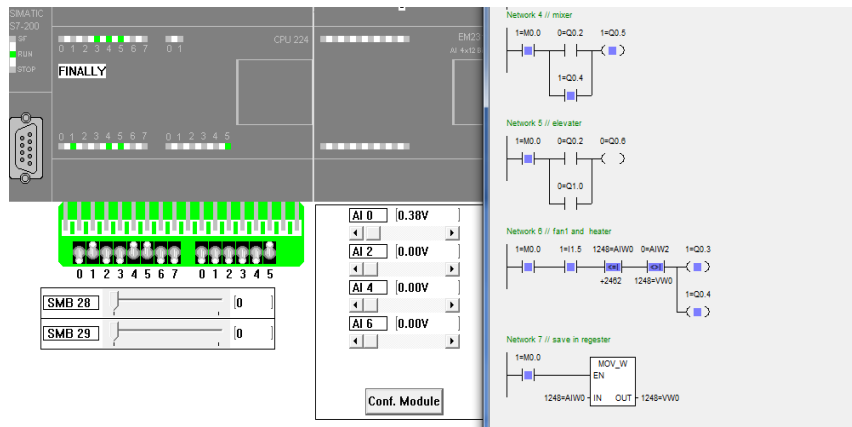 SIMATIC
S7-200
SF
RUN
STOP
0 1 2 3 4 5 6 7 0 1
CPU 224
EM23
AI 4x12 B
FINALLY
0 1 2 3 4 5 6 7 0 1 2 3 4 5
0 1 2 3 4 5 6 7 0 1 2 3 4 5
SMB 28 [0 ]
SMB 29 [0 ]
AI 0 [0.38V ]
AI 2 [0.00V ]
AI 4 [0.00V ]
AI 6 [0.00V ]
Conf. Module
Network 4 // mixer
1=M0.0 0=Q0.2 1=Q0.5
1=Q0.4
Network 5 // elevater
1=M0.0 0=Q0.2 0=Q0.6
0=Q1.0
Network 6 // fan1 and heater
1=M0.0 1=I1.5 1248=AIW0 0=AIW2 1=Q0.3
+2462 1248=VW0
1=Q0.4
Network 7 // save in regester
1=M0.0
MOV_W
EN
1248=AIW0 IN OUT 1248=VW0